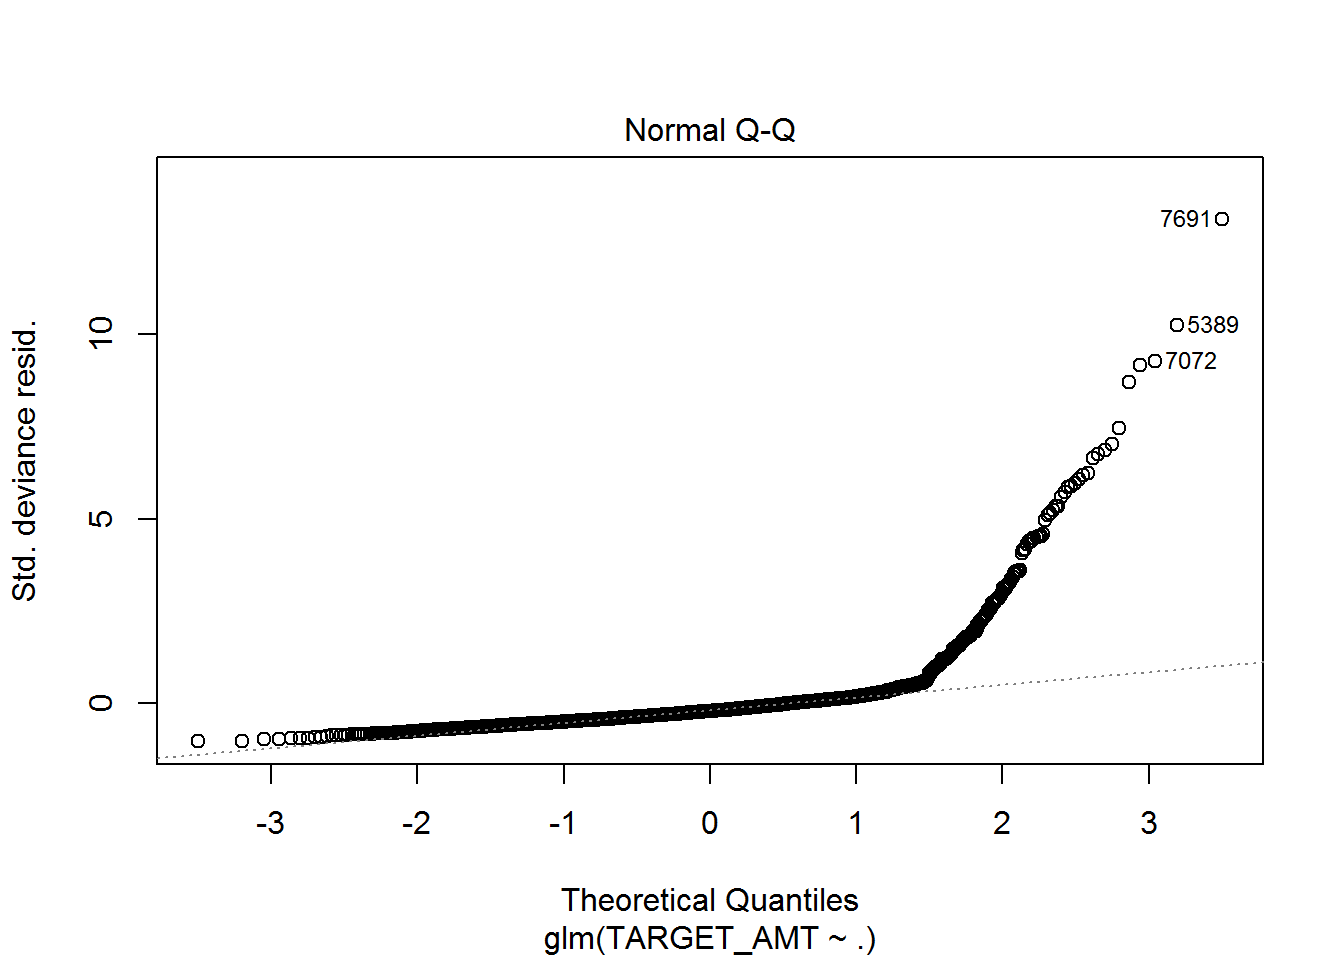 Normal Q-Q
7691
5389
7072
Std. deviance resid.
10
5
0
-3 -2 -1 0 1 2 3
Theoretical Quantiles
glm(TARGET_AMT ~ .)